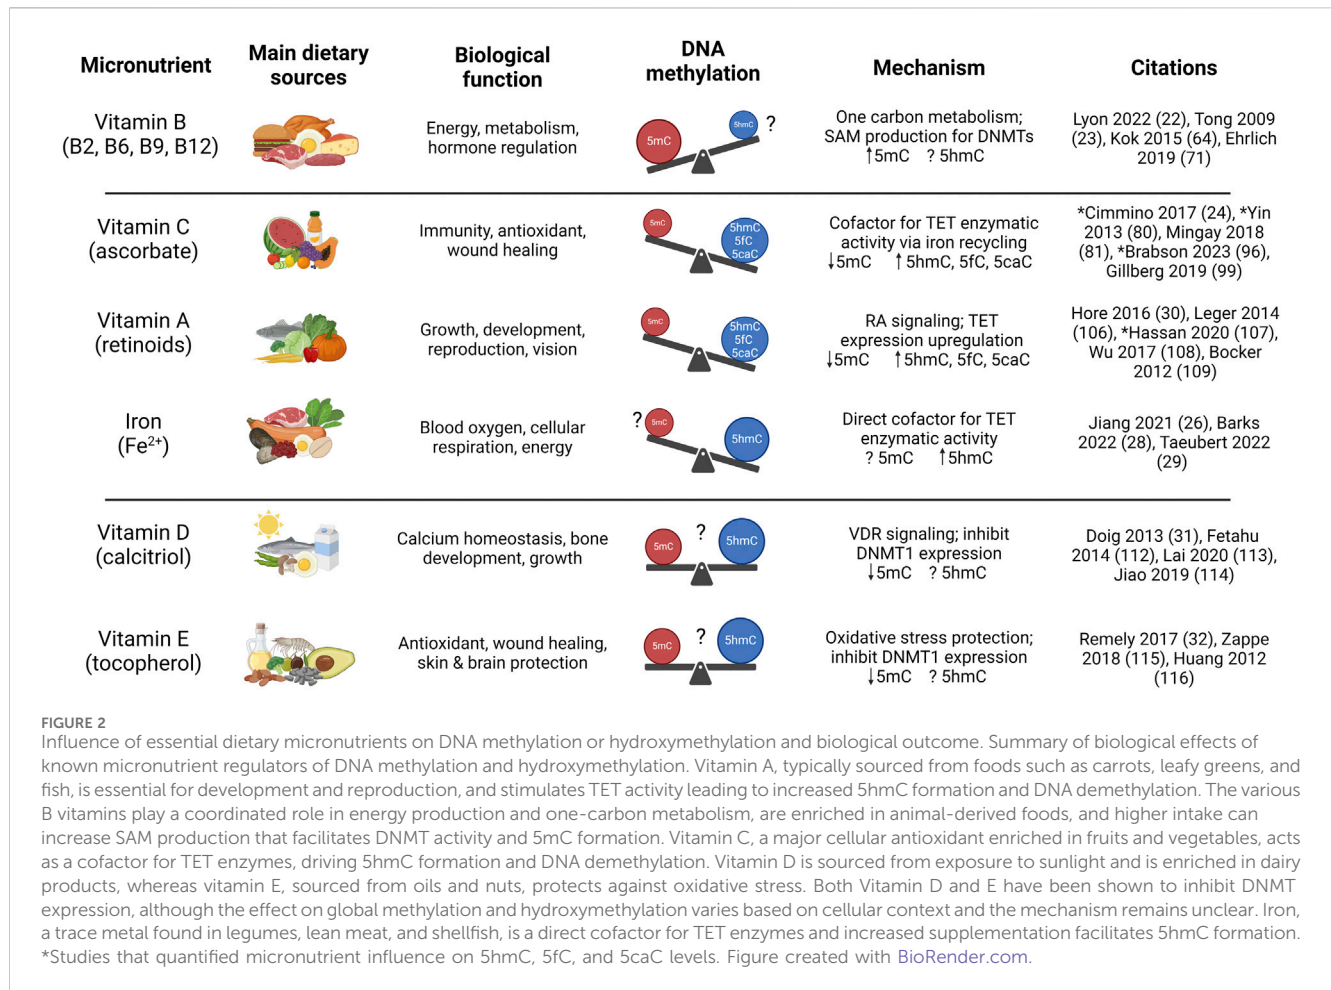 Micronutrient
Main dietary
sources
Biological
function
DNA
methylation
Mechanism
Citations
Vitamin B
(B2, B6, B9, B12)
Energy, metabolism,
hormone regulation
5mC
5hmC
?
One carbon metabolism;
SAM production for DNMTs
↑5mC ? 5hmC
Lyon 2022 (22), Tong 2009
(23), Kok 2015 (64), Ehrlich
2019 (71)
Vitamin C
(ascorbate)
Immunity, antioxidant,
wound healing
5mC
5hmC
5fC
5caC
Cofactor for TET enzymatic
activity via iron recycling
↓5mC ↑5hmC, 5fC, 5caC
*Cimmino 2017 (24), *Yin
2013 (80), Mingay 2018
(81), *Brabson 2023 (96),
Gillberg 2019 (99)
Vitamin A
(retinoids)
Growth, development,
reproduction, vision
5mC
5hmC
5fC
5caC
RA signaling; TET
expression upregulation
↓5mC ↑5hmC, 5fC, 5caC
Hore 2016 (30), Leger 2014
(106), *Hassan 2020 (107),
Wu 2017 (108), Bocker
2012 (109)
Iron
(Fe²⁺)
Blood oxygen, cellular
respiration, energy
?
5mC
5hmC
Direct cofactor for TET
enzymatic activity
? 5mC ↑5hmC
Jiang 2021 (26), Barks
2022 (28), Taeubert 2022
(29)
Vitamin D
(calcitriol)
Calcium homeostasis, bone
development, growth
5mC
?
5hmC
VDR signaling; inhibit
DNMT1 expression
↓5mC ? 5hmC
Doig 2013 (31), Fetahu
2014 (112), Lai 2020 (113),
Jiao 2019 (114)
Vitamin E
(tocopherol)
Antioxidant, wound healing,
skin & brain protection
5mC
?
5hmC
Oxidative stress protection;
inhibit DNMT1 expression
↓5mC ? 5hmC
Remely 2017 (32), Zappe
2018 (115), Huang 2012
(116)
FIGURE 2
Influence of essential dietary micronutrients on DNA methylation or hydroxymethylation and biological outcome. Summary of biological effects of
known micronutrient regulators of DNA methylation and hydroxymethylation. Vitamin A, typically sourced from foods such as carrots, leafy greens, and
fish, is essential for development and reproduction, and stimulates TET activity leading to increased 5hmC formation and DNA demethylation. The various
B vitamins play a coordinated role in energy production and one-carbon metabolism, are enriched in animal-derived foods, and higher intake can
increase SAM production that facilitates DNMT activity and 5mC formation. Vitamin C, a major cellular antioxidant enriched in fruits and vegetables, acts
as a cofactor for TET enzymes, driving 5hmC formation and DNA demethylation. Vitamin D is sourced from exposure to sunlight and is enriched in dairy
products, whereas vitamin E, sourced from oils and nuts, protects against oxidative stress. Both Vitamin D and E have been shown to inhibit DNMT
expression, although the effect on global methylation and hydroxymethylation varies based on cellular context and the mechanism remains unclear. Iron,
a trace metal found in legumes, lean meat, and shellfish, is a direct cofactor for TET enzymes and increased supplementation facilitates 5hmC formation.
*Studies that quantified micronutrient influence on 5hmC, 5fC, and 5caC levels. Figure created with BioRender.com.